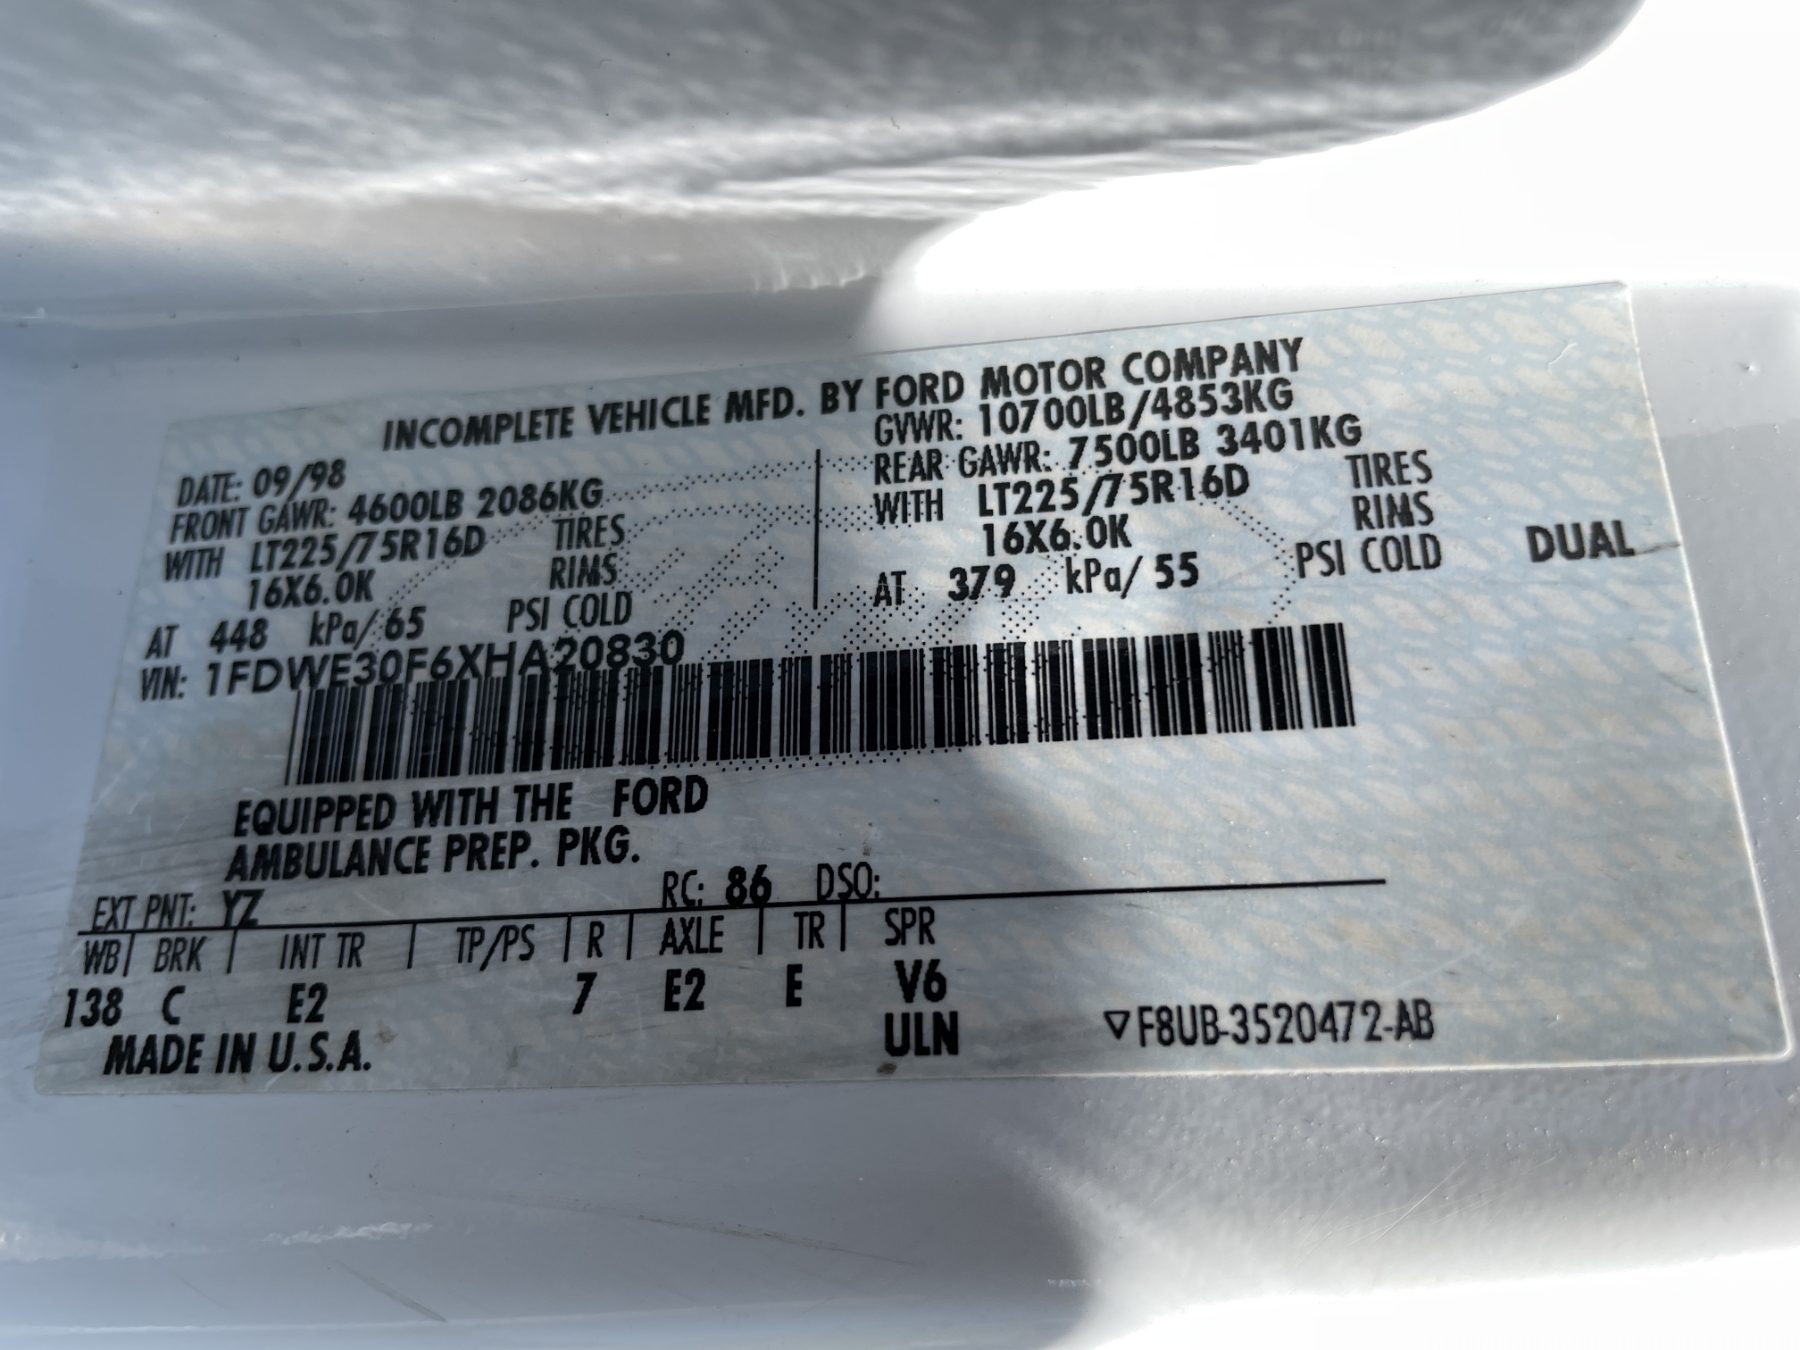 INCOMPLETE VEHICLE MFD. BY FORD MOTOR COMPANY
DATE: 09/98
GVWR: 10700LB/4853KG
FRONT GAWR: 4600LB 2086KG
REAR GAWR: 7500LB 3401KG
WITH LT225/75R16D TIRES
WITH LT225/75R16D TIRES
16X6.0K RIMS
16X6.0K RIMS
AT 448 kPa/ 65 PSI COLD
AT 379 kPa/ 55 PSI COLD DUAL
VIN: 1FDWE30F6XHA20830
EQUIPPED WITH THE FORD
AMBULANCE PREP. PKG.
EXT PNT: YZ RC: 86 DSO:
WB | BRK | INT TR | TP/PS | R | AXLE | TR | SPR
138 C E2 7 E2 E V6
MADE IN U.S.A. ULN ▽F8UB-3520472-AB